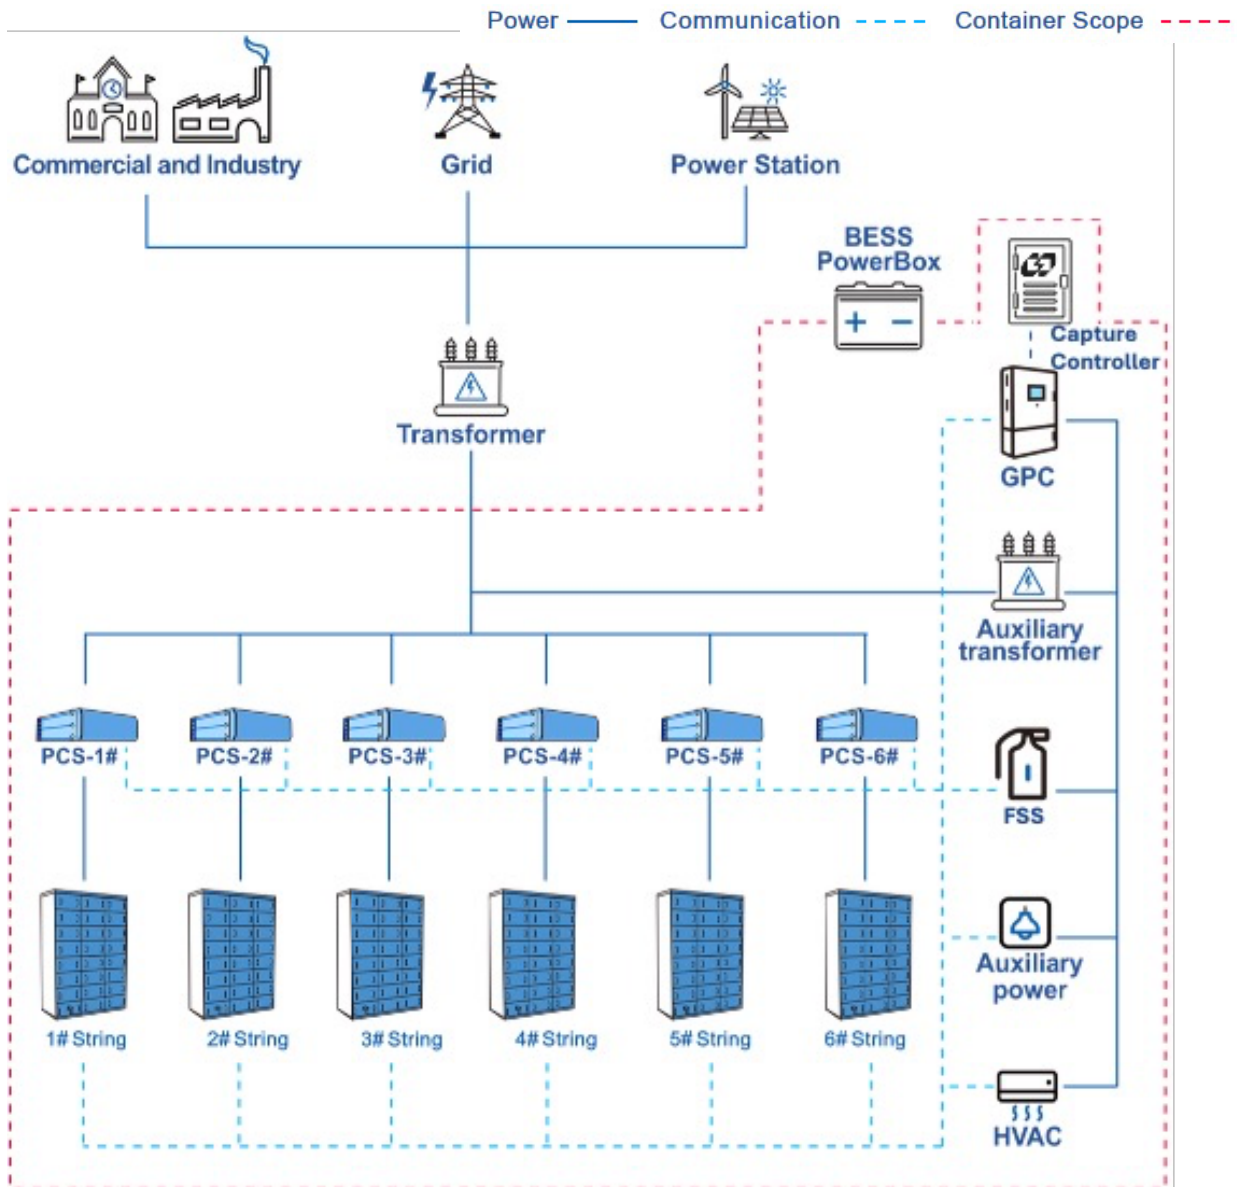 Power Communication Container Scope
Commercial and Industry
Grid
Power Station
BESS
PowerBox
+ −
Capture
Controller
Transformer
GPC
Auxiliary
transformer
PCS-1# PCS-2# PCS-3# PCS-4# PCS-5# PCS-6#
FSS
Auxiliary
power
1# String 2# String 3# String 4# String 5# String 6# String
HVAC